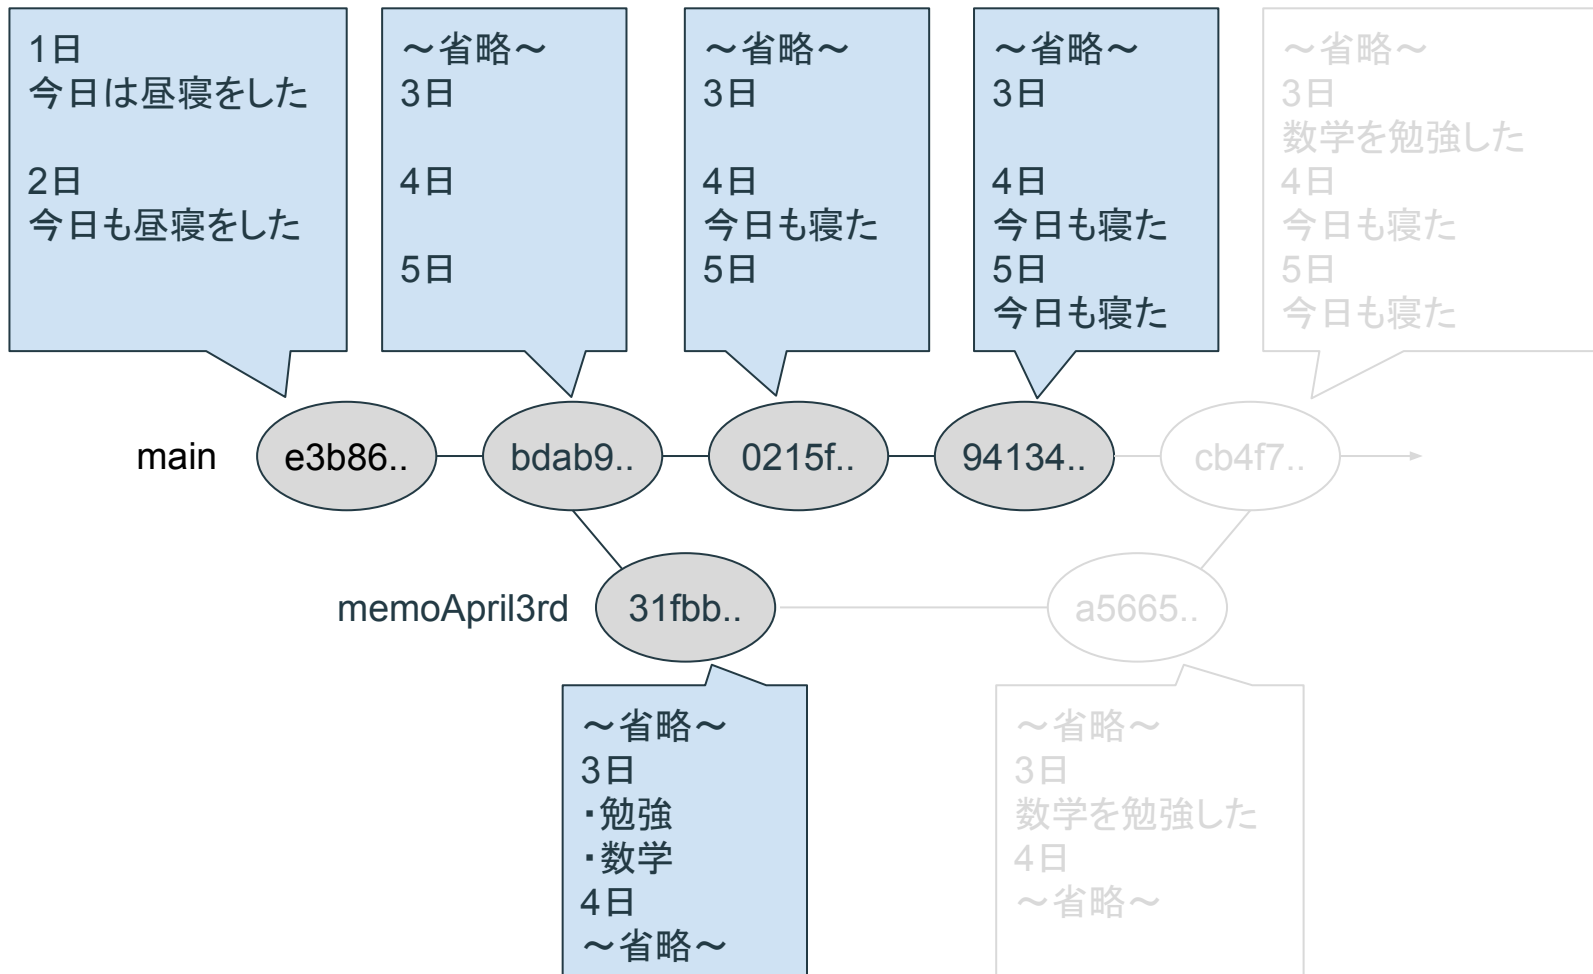 1日
今日は昼寝をした
2日
今日も昼寝をした
～省略～
3日
4日
5日
～省略～
3日
4日
今日も寝た
5日
～省略～
3日
4日
今日も寝た
5日
今日も寝た
～省略～
3日
数学を勉強した
4日
今日も寝た
5日
今日も寝た
main
e3b86..
bdab9..
0215f..
94134..
cb4f7..
memoApril3rd
31fbb..
a5665..
～省略～
3日
・勉強
・数学
4日
～省略～
～省略～
3日
数学を勉強した
4日
～省略～